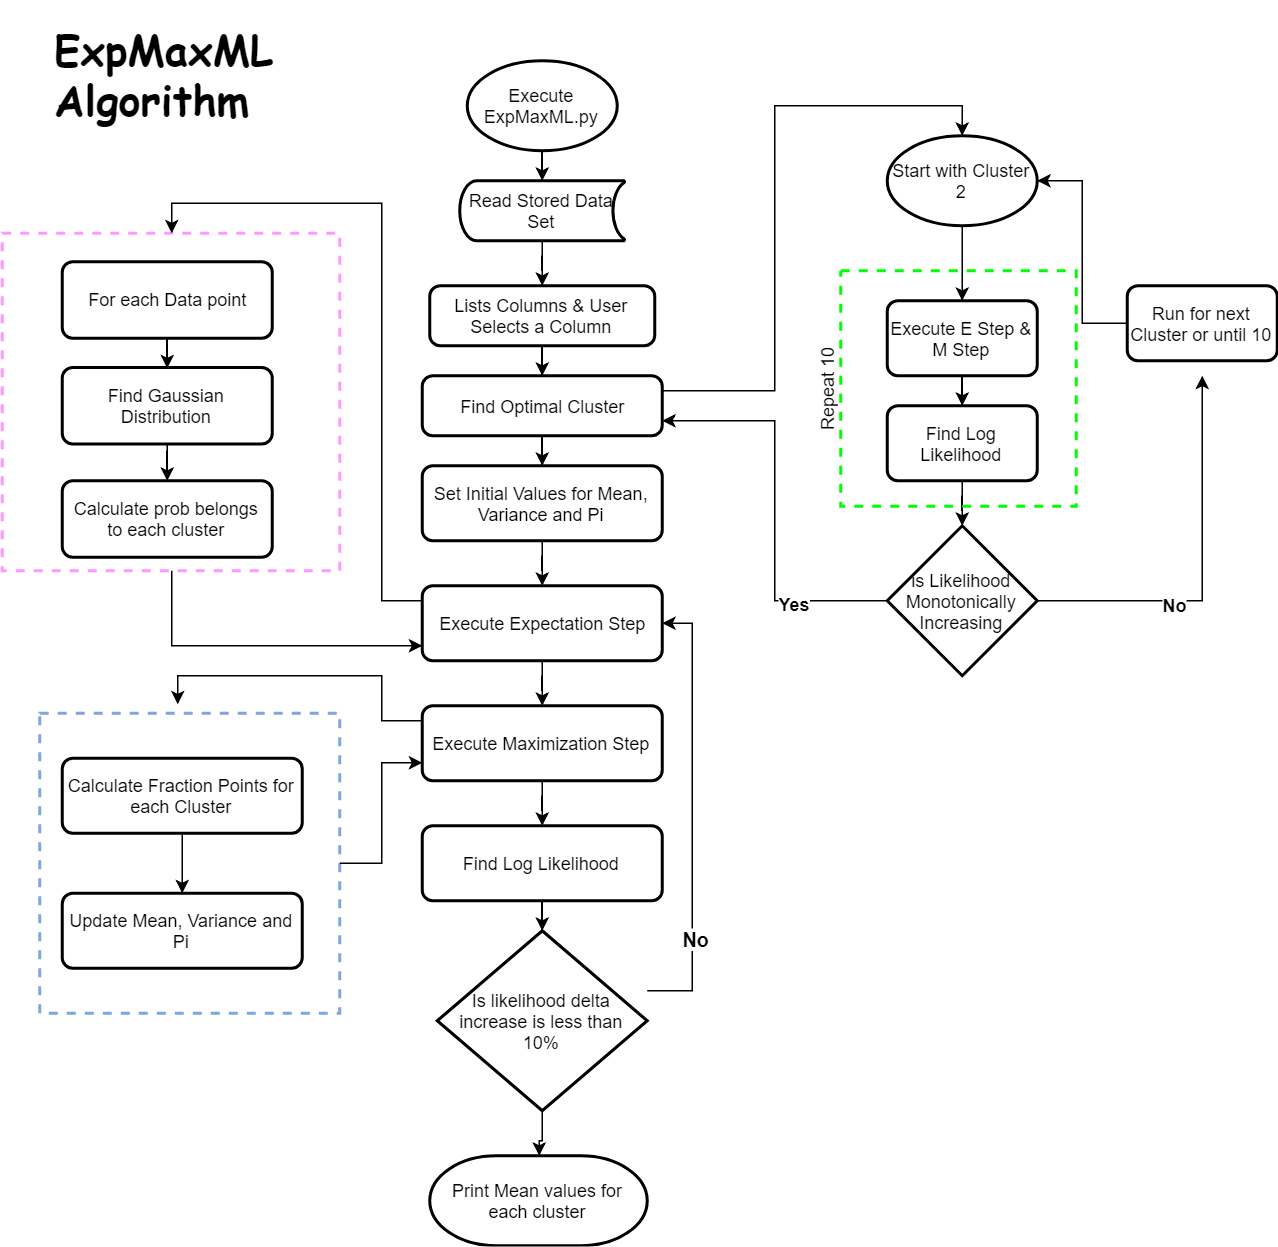 ExpMaxML
Algorithm
Execute
ExpMaxML.py
Read Stored Data
Set
Lists Columns & User
Selects a Column
Find Optimal Cluster
Set Initial Values for Mean,
Variance and Pi
Execute Expectation Step
Execute Maximization Step
Find Log Likelihood
Is likelihood delta
increase is less than
10%
No
Print Mean values for
each cluster
For each Data point
Find Gaussian
Distribution
Calculate prob belongs
to each cluster
Calculate Fraction Points for
each Cluster
Update Mean, Variance and
Pi
Start with Cluster
2
Repeat 10
Execute E Step &
M Step
Find Log
Likelihood
Is Likelihood
Monotonically
Increasing
Yes
No
Run for next
Cluster or until 10